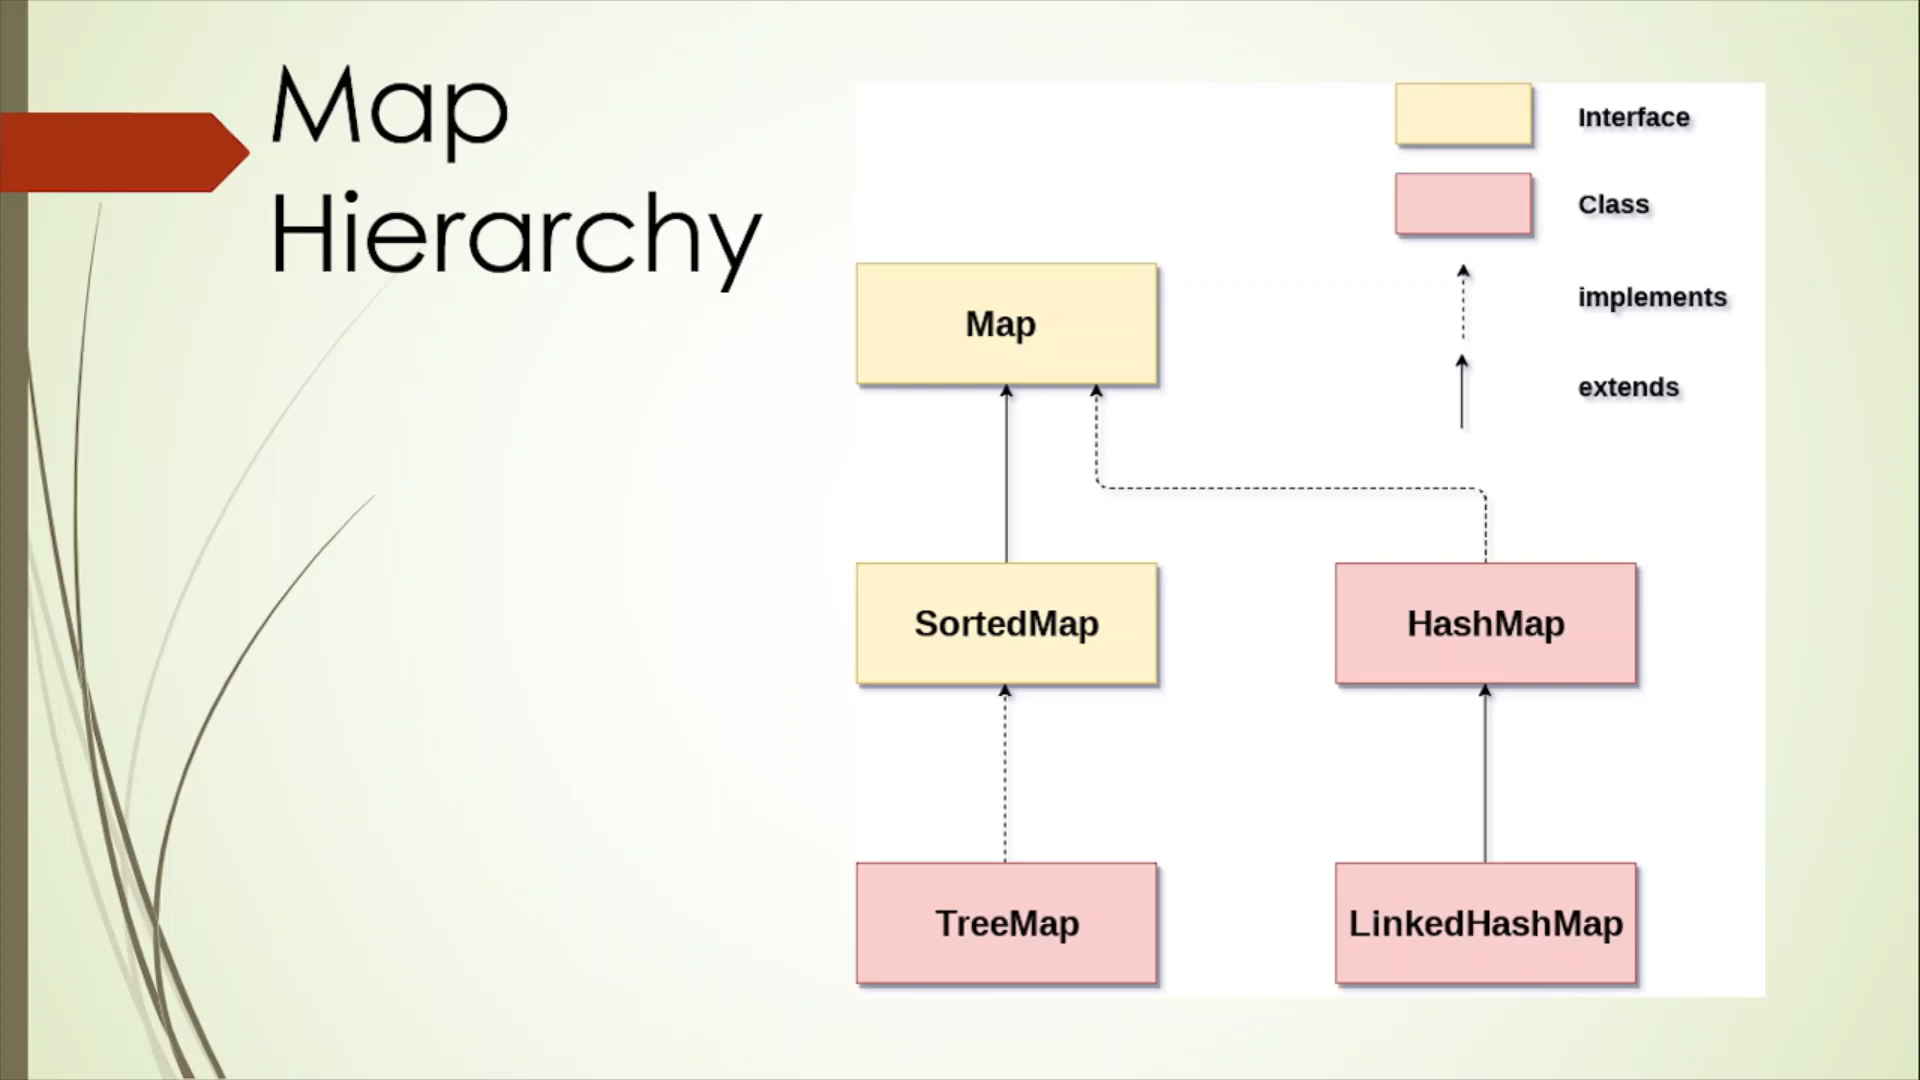 Map
Hierarchy
Interface
Class
implements
extends
Map
SortedMap
HashMap
TreeMap
LinkedHashMap